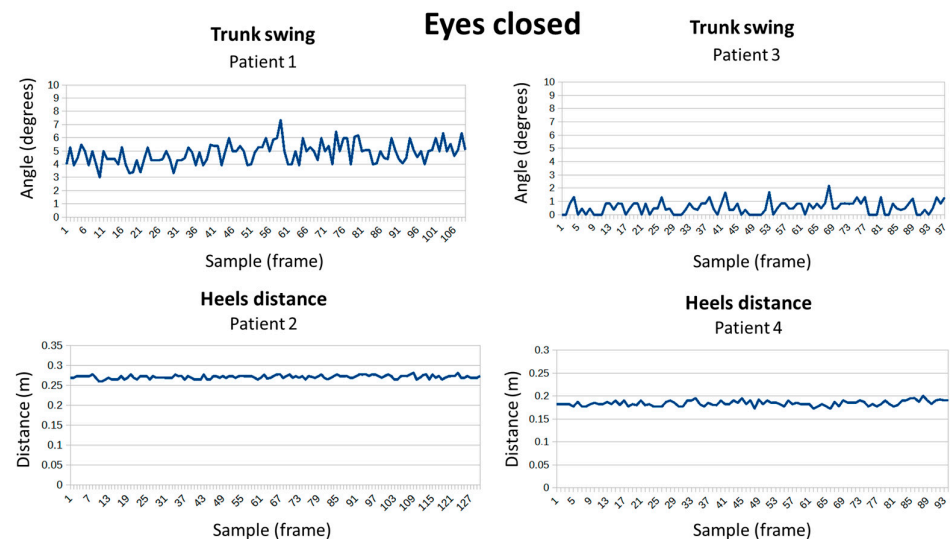 Eyes closed
Trunk swing
Patient 1
Angle (degrees)
10
9
8
7
6
5
4
3
2
1
0
1 6 11 16 21 26 31 36 41 46 51 56 61 66 71 76 81 86 91 96 101 106
Sample (frame)
Trunk swing
Patient 3
Angle (degrees)
10
9
8
7
6
5
4
3
2
1
0
1 5 9 13 17 21 25 29 33 37 41 45 49 53 57 61 65 69 73 77 81 85 89 93 97
Sample (frame)
Heels distance
Patient 2
Distance (m)
0.35
0.3
0.25
0.2
0.15
0.1
0.05
0
1 7 13 19 25 31 37 43 49 55 61 67 73 79 85 91 97 103 109 115 121 127
Sample (frame)
Heels distance
Patient 4
Distance (m)
0.3
0.25
0.2
0.15
0.1
0.05
0
1 5 9 13 17 21 25 29 33 37 41 45 49 53 57 61 65 69 73 77 81 85 89 93
Sample (frame)